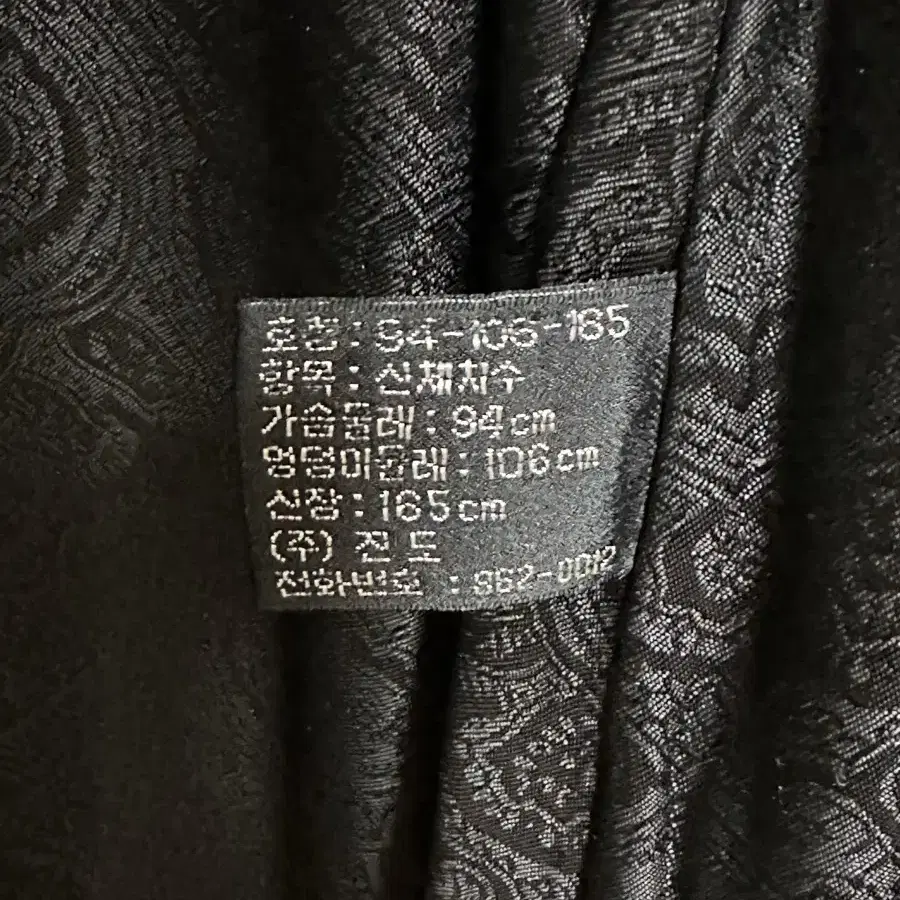 호칭: 94-106-165
항목: 신체치수
가슴둘레: 94cm
엉덩이둘레: 106cm
신장: 165cm
(주) 진도
전화번호 : 862-0012